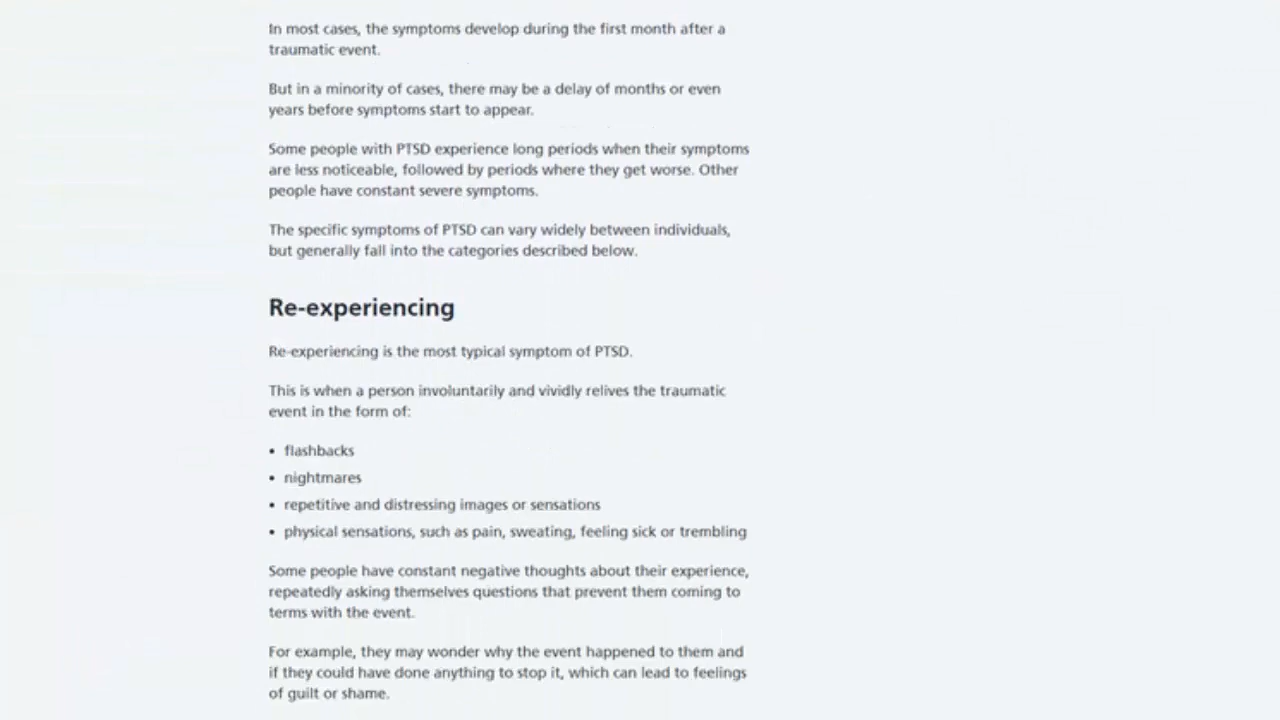 In most cases, the symptoms develop during the first month after a
traumatic event.
But in a minority of cases, there may be a delay of months or even
years before symptoms start to appear.
Some people with PTSD experience long periods when their symptoms
are less noticeable, followed by periods where they get worse. Other
people have constant severe symptoms.
The specific symptoms of PTSD can vary widely between individuals,
but generally fall into the categories described below.
Re-experiencing
Re-experiencing is the most typical symptom of PTSD.
This is when a person involuntarily and vividly relives the traumatic
event in the form of:
• flashbacks
• nightmares
• repetitive and distressing images or sensations
• physical sensations, such as pain, sweating, feeling sick or trembling
Some people have constant negative thoughts about their experience,
repeatedly asking themselves questions that prevent them coming to
terms with the event.
For example, they may wonder why the event happened to them and
if they could have done anything to stop it, which can lead to feelings
of guilt or shame.